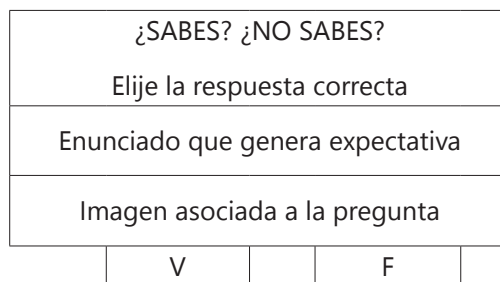 ¿SABES? ¿NO SABES?
Elije la respuesta correcta
Enunciado que genera expectativa
Imagen asociada a la pregunta
V F